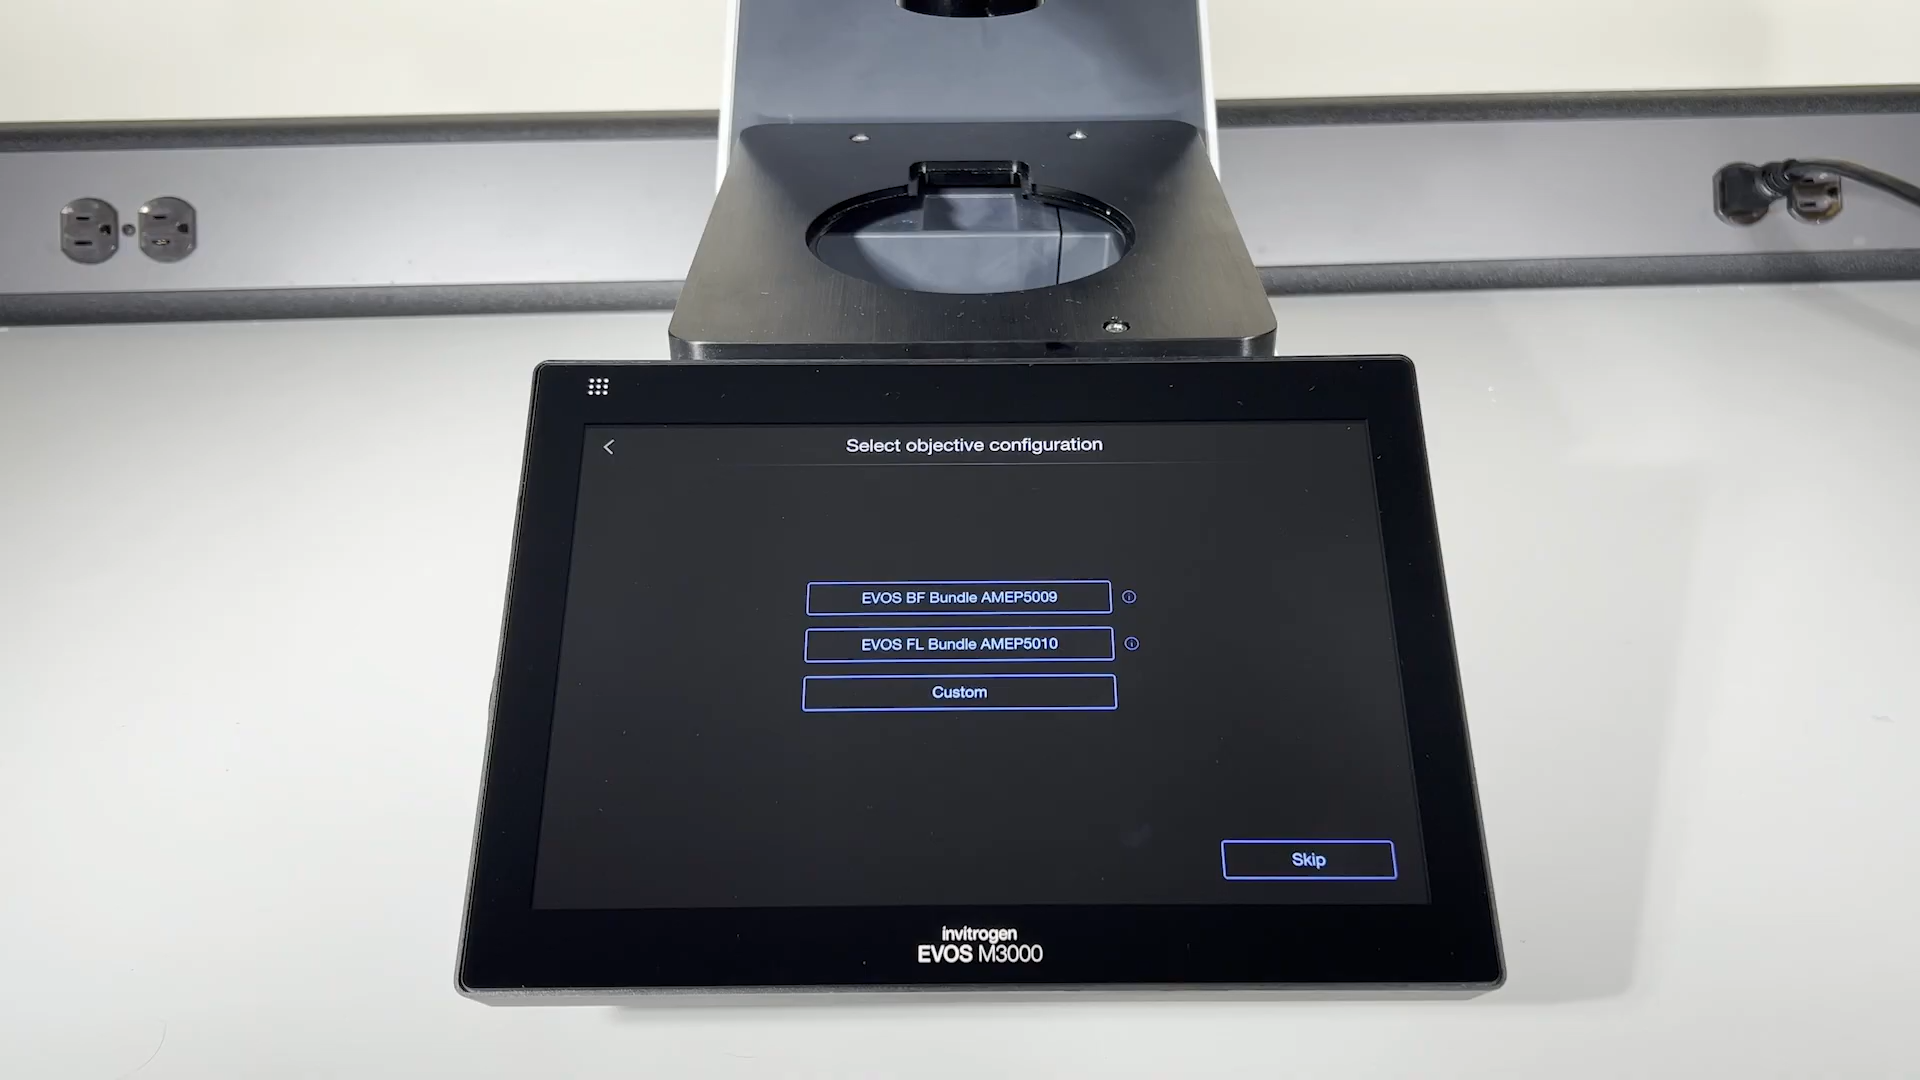 Select objective configuration
EVOS BF Bundle AMEP5009
EVOS FL Bundle AMEP5010
Custom
Skip
invitrogen
EVOS M3000